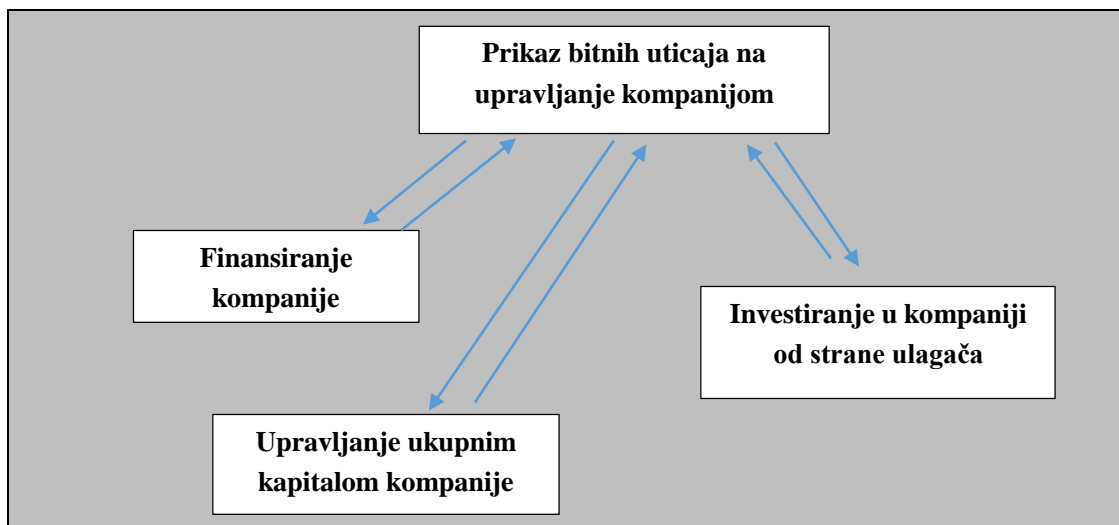 Prikaz bitnih uticaja na
upravljanje kompanijom
Finansiranje
kompanije
Investiranje u kompaniji
od strane ulagača
Upravljanje ukupnim
kapitalom kompanije